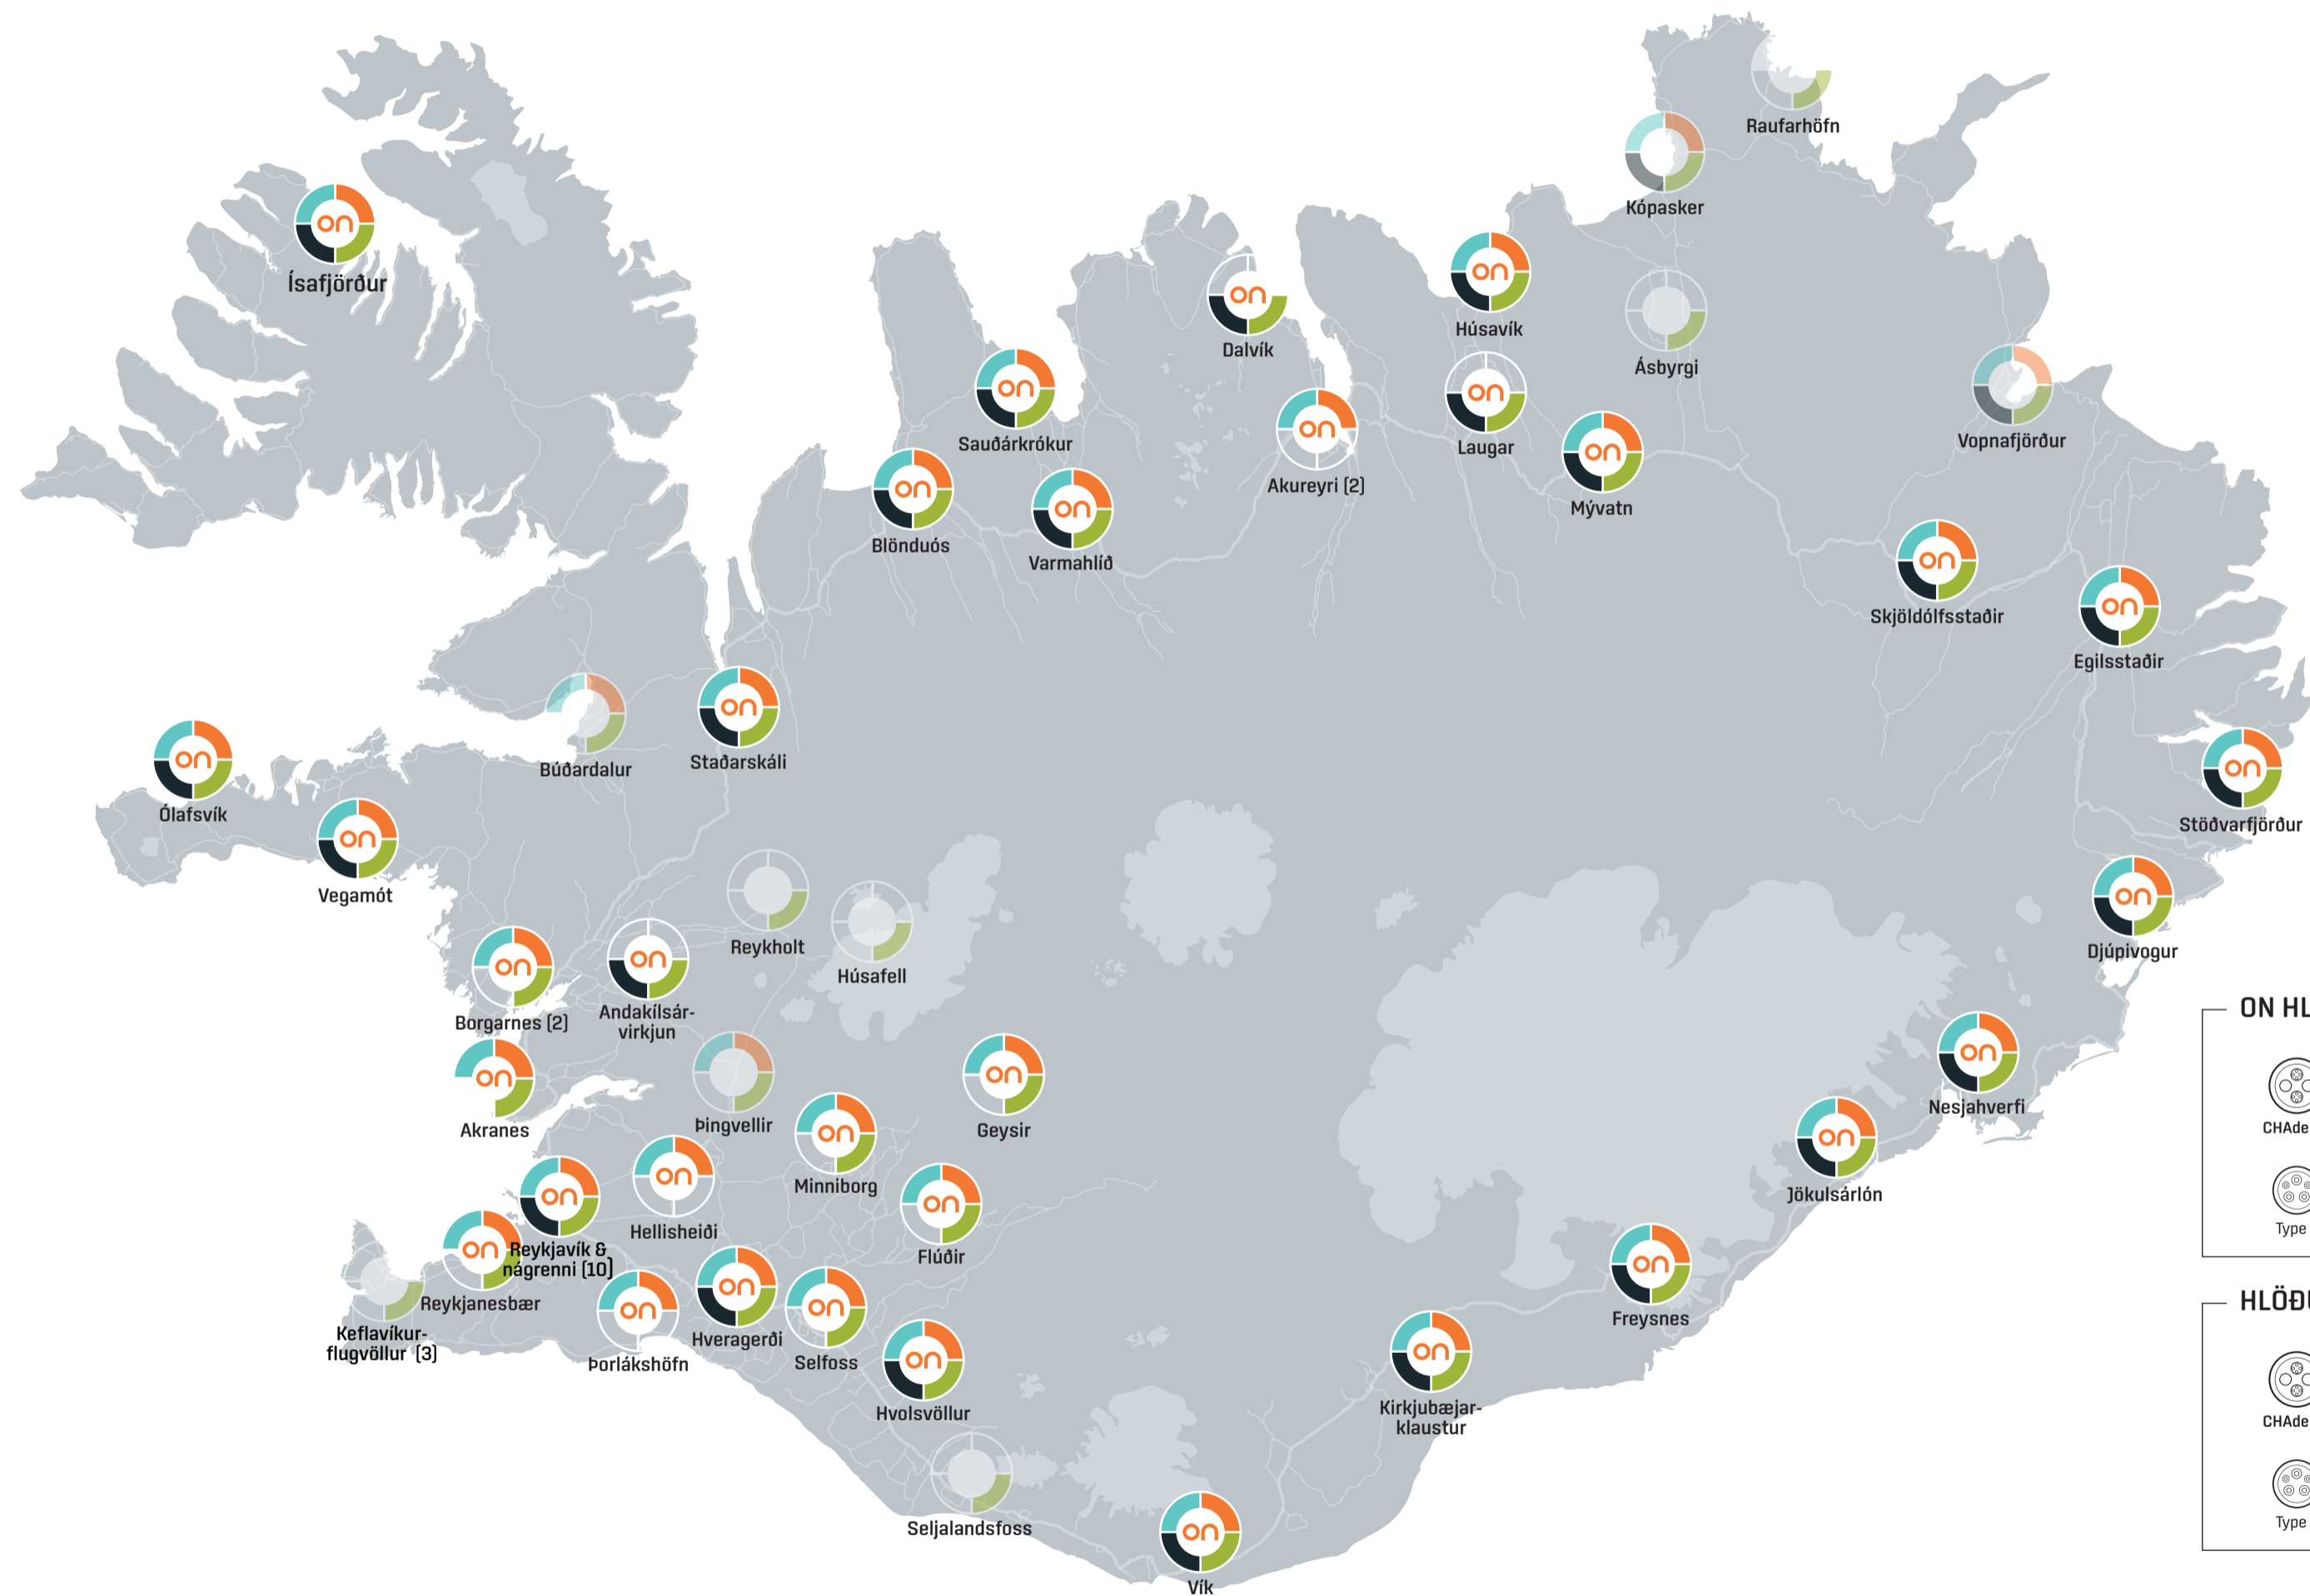 Raufarhöfn
Kópasker
on
Ísafjörður
on
Húsavík
on
Dalvík
Ásbyrgi
on
Sauðárkrókur
on
Laugar
on
Akureyri (2)
Vopnafjörður
on
Mývatn
on
Blönduós
on
Varmahlíð
on
Skjöldólfsstaðir
on
Egilsstaðir
Búðardalur
on
Staðarskáli
on
Ólafsvík
on
Stöðvarfjörður
on
Vegamót
on
Djúpivogur
Reykholt
Húsafell
on
Borgarnes (2)
on
Andakílsár-
virkjun
on
Akranes
Þingvellir
on
Geysir
on
Nesjahverfi
on
Minniborg
on
Jökulsárlón
on
Reykjavík &
nágrenni (10)
on
Hellisheiði
on
Flúðir
on
Reykjanesbær
Keflavíkur-
flugvöllur (3)
on
Þorlákshöfn
on
Hveragerði
on
Selfoss
on
Hvolsvöllur
on
Freysnes
on
Kirkjubæjar-
klaustur
Seljalandsfoss
on
Vík
ON HL
CHAde
Type
HLÖÐU
CHAde
Type